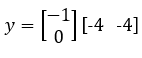 y = [−1 0] [-4 -4]